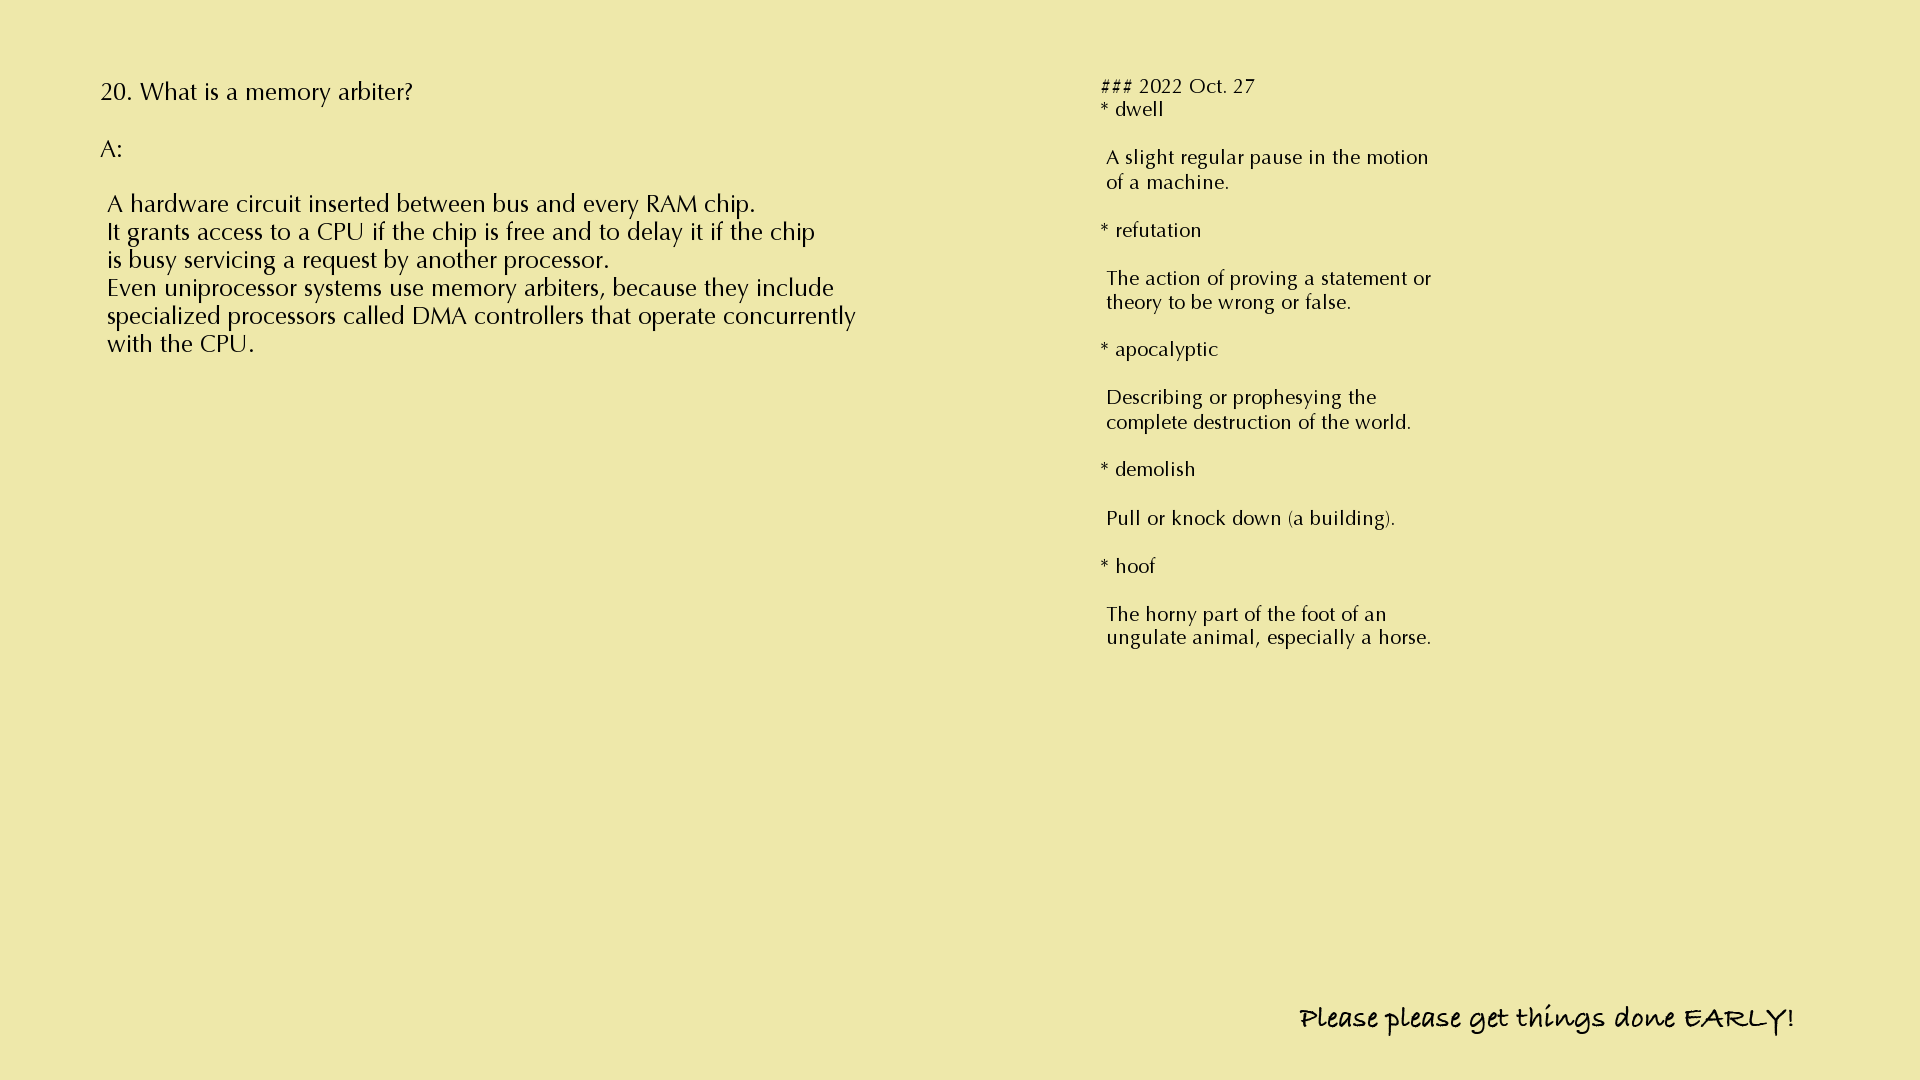 20. What is a memory arbiter?
A:
A hardware circuit inserted between bus and every RAM chip.
It grants access to a CPU if the chip is free and to delay it if the chip
is busy servicing a request by another processor.
Even uniprocessor systems use memory arbiters, because they include
specialized processors called DMA controllers that operate concurrently
with the CPU.
### 2022 Oct. 27
* dwell
A slight regular pause in the motion
of a machine.
* refutation
The action of proving a statement or
theory to be wrong or false.
* apocalyptic
Describing or prophesying the
complete destruction of the world.
* demolish
Pull or knock down (a building).
* hoof
The horny part of the foot of an
ungulate animal, especially a horse.
Please please get things done EARLY!